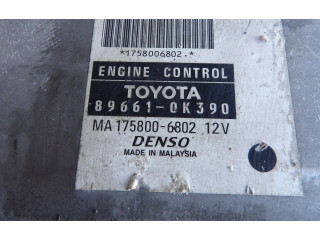 *1758006802.*
ENGINE CONTROL
TOYOTA
89661-0K390
MA 175800-6802 12V
DENSO
MADE IN MALAYSIA